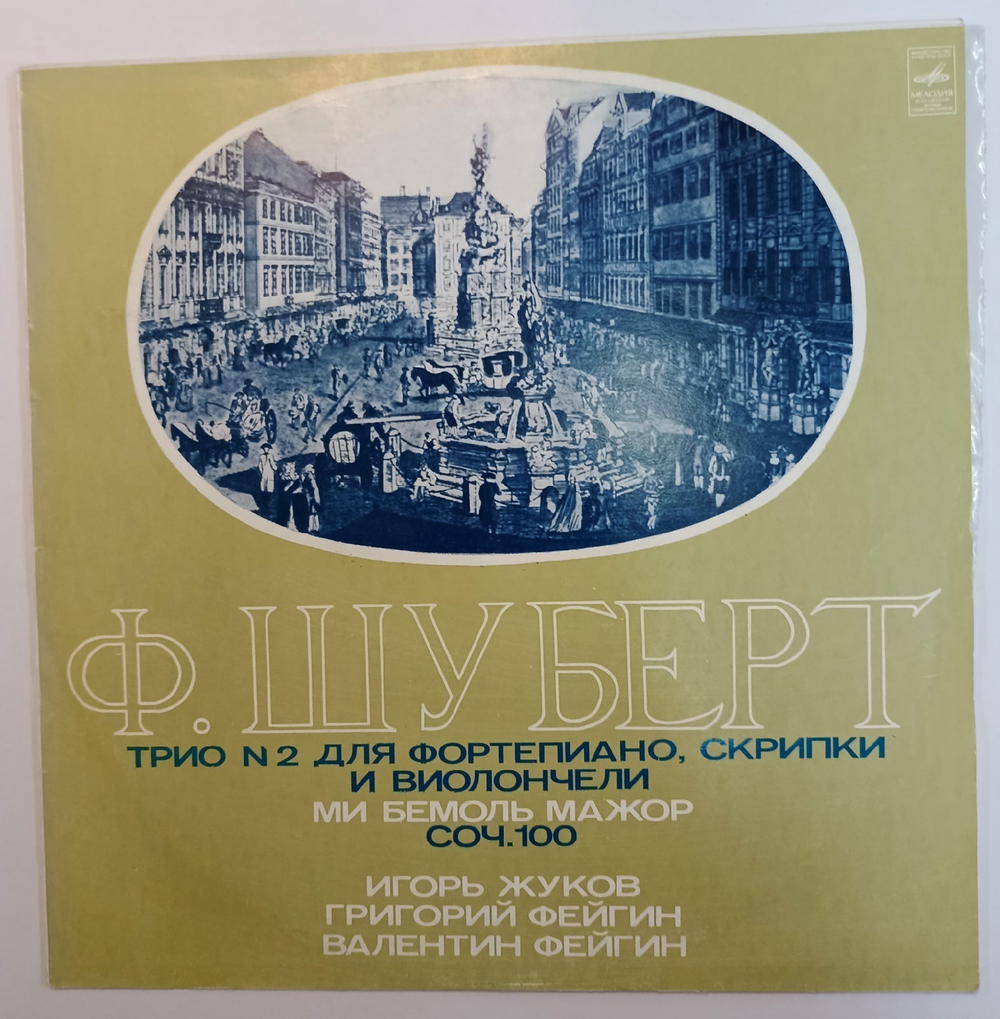 МЕЛОДИЯ
Ф. ШУБЕРТ
ТРИО N 2 ДЛЯ ФОРТЕПИАНО, СКРИПКИ
И ВИОЛОНЧЕЛИ
МИ БЕМОЛЬ МАЖОР
СОЧ.100
ИГОРЬ ЖУКОВ
ГРИГОРИЙ ФЕЙГИН
ВАЛЕНТИН ФЕЙГИН